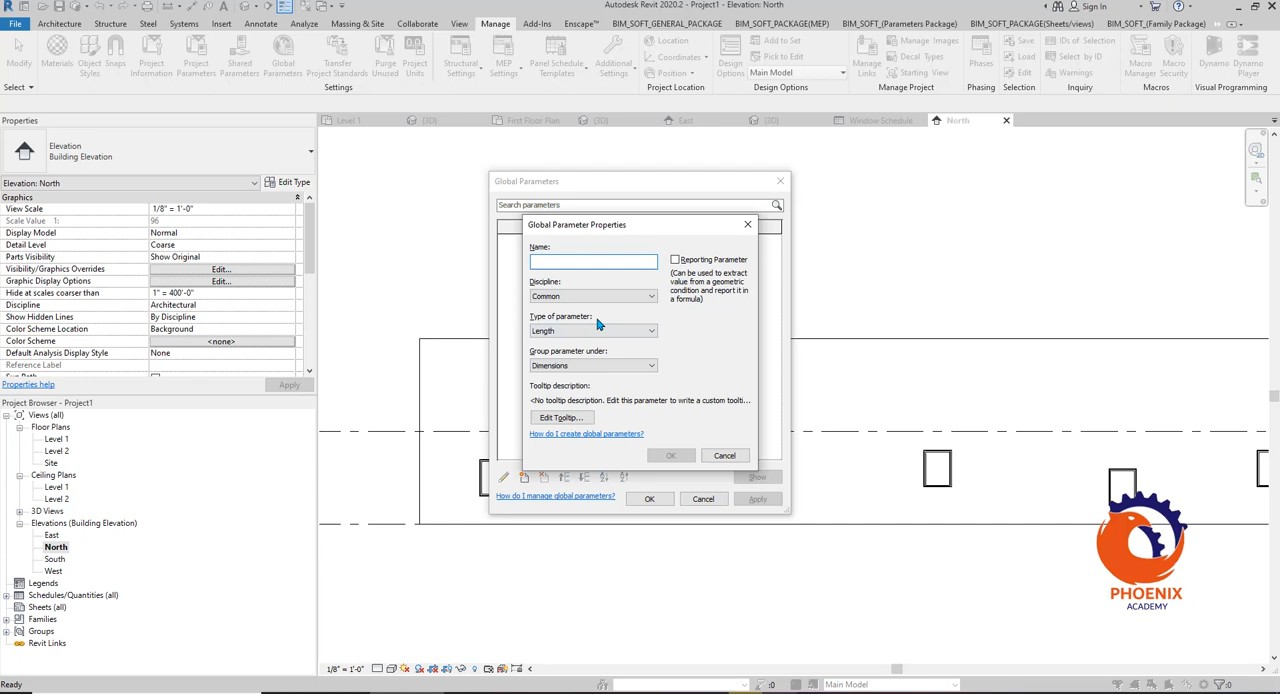 Autodesk Revit 2020.2 - Project1 - Elevation: North
Sign In
File Architecture Structure Steel Systems Insert Annotate Analyze Massing & Site Collaborate View Manage Add-Ins Enscape™ BIM_SOFT_GENERAL_PACKAGE BIM_SOFT_PACKAGE(MEP) BIM_SOFT_(Parameters Package) BIM_SOFT_PACKAGE(Sheets/views) BIM_SOFT_(Family Package)
Modify Materials Object Styles Snaps Project Information Project Parameters Shared Parameters Global Parameters Transfer Project Standards Purge Unused Project Units Structural Settings MEP Settings Panel Schedule Templates Additional Settings
Location
Coordinates
Position
Design Options
Add to Set
Pick to Edit
Main Model
Manage Links
Manage Images
Decal Types
Starting View
Phases
Save
Load
Edit
IDs of Selection
Select by ID
Warnings
Macro Manager Macro Security Dynamo Dynamo Player
Select Settings Project Location Design Options Manage Project Phasing Selection Inquiry Macros Visual Programming
Level 1 {3D} First Floor Plan {3D} East {3D} Window Schedule North
Properties
Elevation
Building Elevation
Elevation: North Edit Type
Graphics
View Scale 1/8" = 1'-0"
Scale Value 1: 96
Display Model Normal
Detail Level Coarse
Parts Visibility Show Original
Visibility/Graphics Overrides Edit...
Graphic Display Options Edit...
Hide at scales coarser than 1" = 400'-0"
Discipline Architectural
Show Hidden Lines By Discipline
Color Scheme Location Background
Color Scheme <none>
Default Analysis Display Style None
Reference Label
Properties help Apply
Project Browser - Project1
Views (all)
Floor Plans
Level 1
Level 2
Site
Ceiling Plans
Level 1
Level 2
3D Views
Elevations (Building Elevation)
East
North
South
West
Legends
Schedules/Quantities (all)
Sheets (all)
Families
Groups
Revit Links
Global Parameters
Search parameters
Global Parameter Properties
Name:
Reporting Parameter
(Can be used to extract
value from a geometric
condition and report it in
a formula)
Discipline:
Common
Type of parameter:
Length
Group parameter under:
Dimensions
Tooltip description:
<No tooltip description. Edit this parameter to write a custom toolti...
Edit Tooltip...
How do I create global parameters?
OK Cancel
Show
How do I manage global parameters? OK Cancel Apply
PHOENIX
ACADEMY
1/8" = 1'-0"
Ready :0 Main Model :0